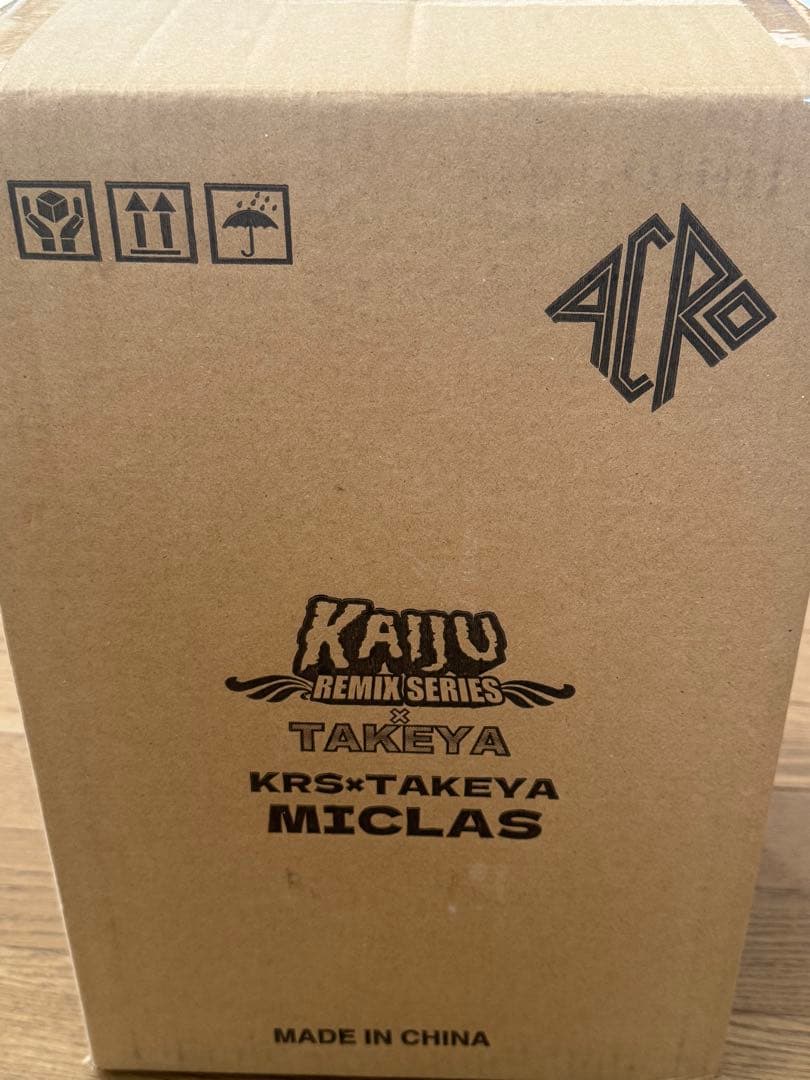 ACRO
KAIJU
REMIX SERIES
×
TAKEYA
KRS×TAKEYA
MICLAS
MADE IN CHINA